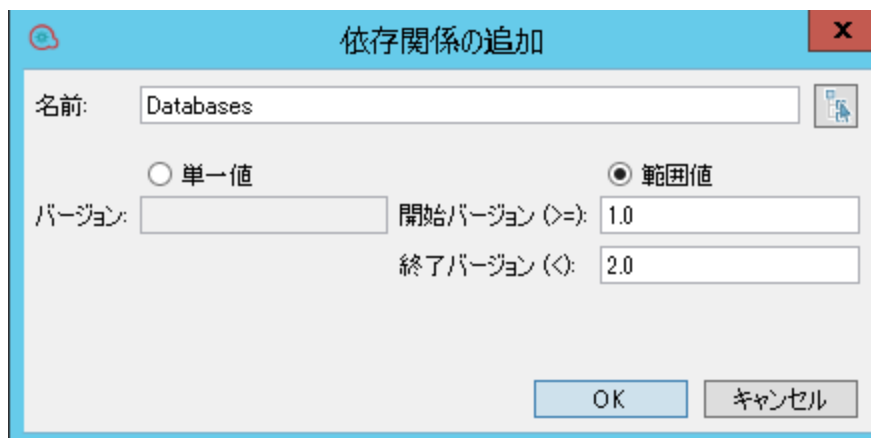 依存関係の追加
名前: Databases
単一値 範囲値
バージョン: 開始バージョン (>=): 1.0
終了バージョン (<): 2.0
OK キャンセル